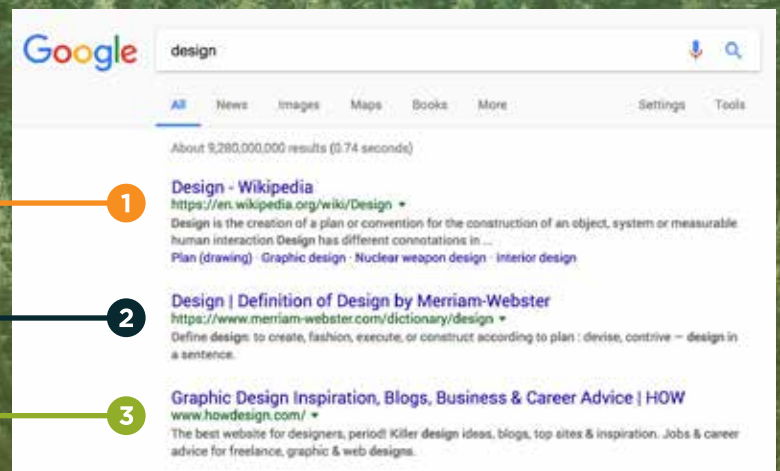 Google
design
All News Images Maps Books More Settings Tools
About 9,280,000,000 results (0.74 seconds)
1
Design - Wikipedia
https://en.wikipedia.org/wiki/Design
Design is the creation of a plan or convention for the construction of an object, system or measurable
human interaction Design has different connotations in ...
Plan (drawing) · Graphic design · Nuclear weapon design · Interior design
2
Design | Definition of Design by Merriam-Webster
https://www.merriam-webster.com/dictionary/design
Define design: to create, fashion, execute, or construct according to plan : devise, contrive — design in
a sentence.
3
Graphic Design Inspiration, Blogs, Business & Career Advice | HOW
www.howdesign.com/
The best website for designers, period! Killer design ideas, blogs, top sites & inspiration. Jobs & career
advice for freelance, graphic & web designs.